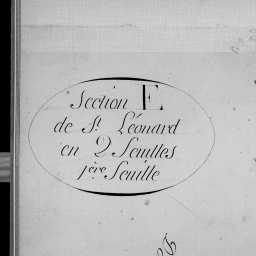 Section E
de St. Léonard
en 2 Feuilles
1ère Feuille